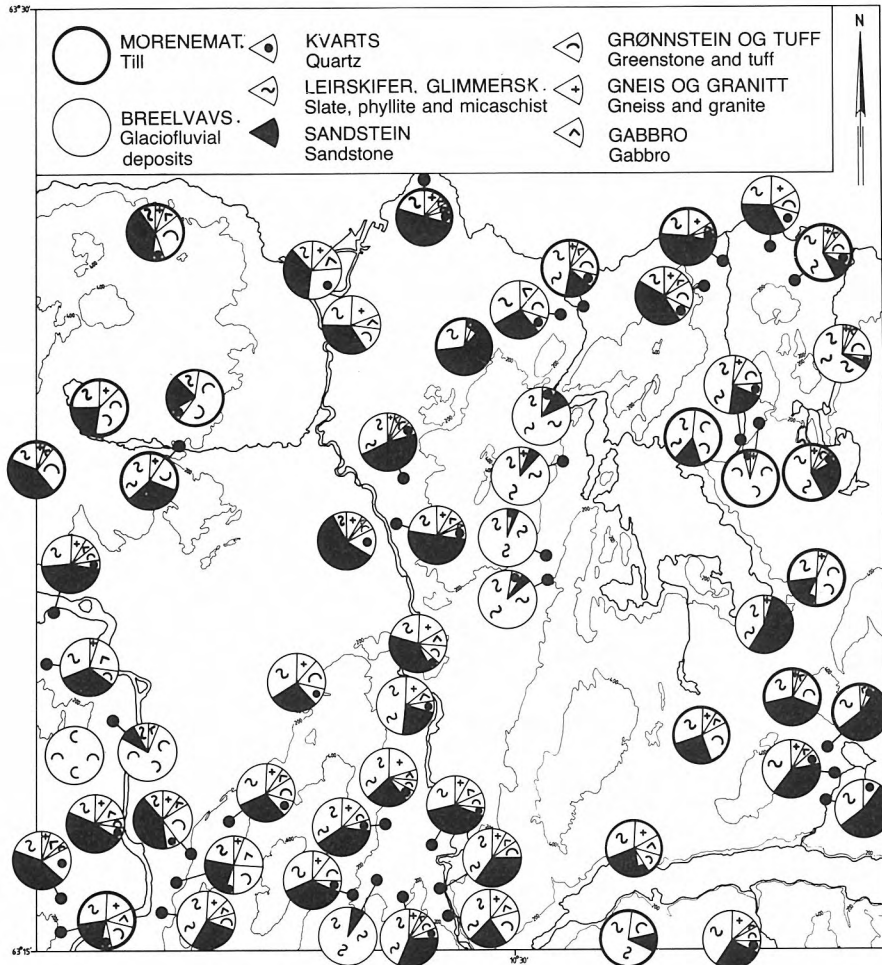 63°30'
N
MORENEMAT.
Till
BREELVAVS.
Glaciofluvial
deposits
KVARTS
Quartz
LEIRSKIFER, GLIMMERSK.
Slate, phyllite and micaschist
SANDSTEIN
Sandstone
GRØNNSTEIN OG TUFF
Greenstone and tuff
GNEIS OG GRANITT
Gneiss and granite
GABBRO
Gabbro
63°15'
10°30'